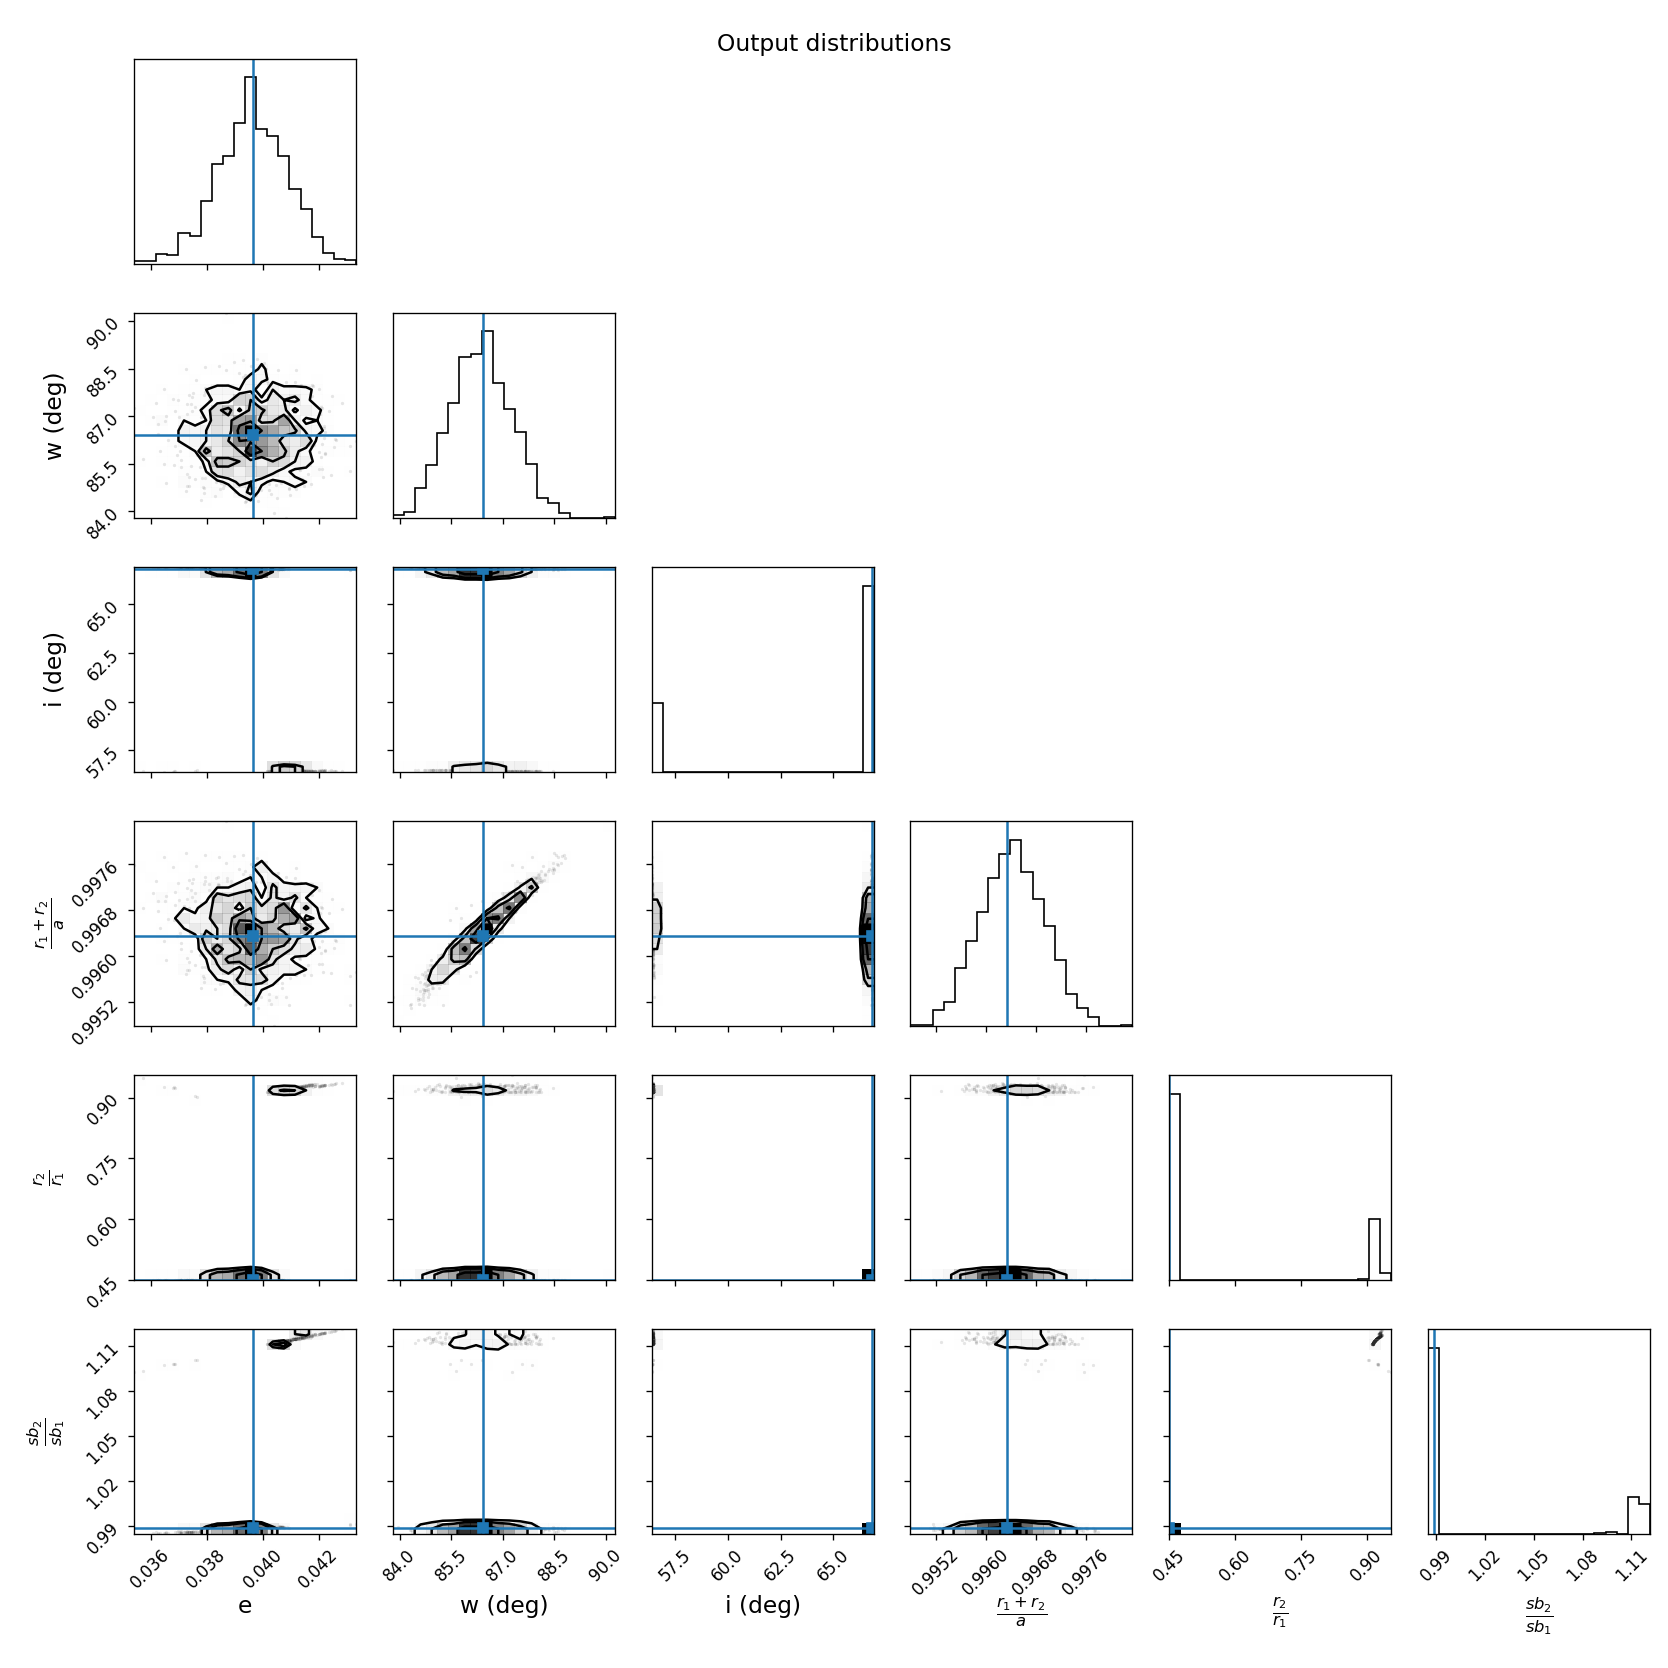 Output distributions
w (deg)
90.0
88.5
87.0
85.5
84.0
i (deg)
65.0
62.5
60.0
57.5
r1 + r2
a
0.9976
0.9968
0.9960
0.9952
r2
r1
0.90
0.75
0.60
0.45
sb2
sb1
1.11
1.08
1.05
1.02
0.99
0.036 0.038 0.040 0.042 84.0 85.5 87.0 88.5 90.0 57.5 60.0 62.5 65.0 0.9952 0.9960 0.9968 0.9976 0.45 0.60 0.75 0.90 0.99 1.02 1.05 1.08 1.11
e w (deg) i (deg) r1 + r2 r2 sb2
a r1 sb1